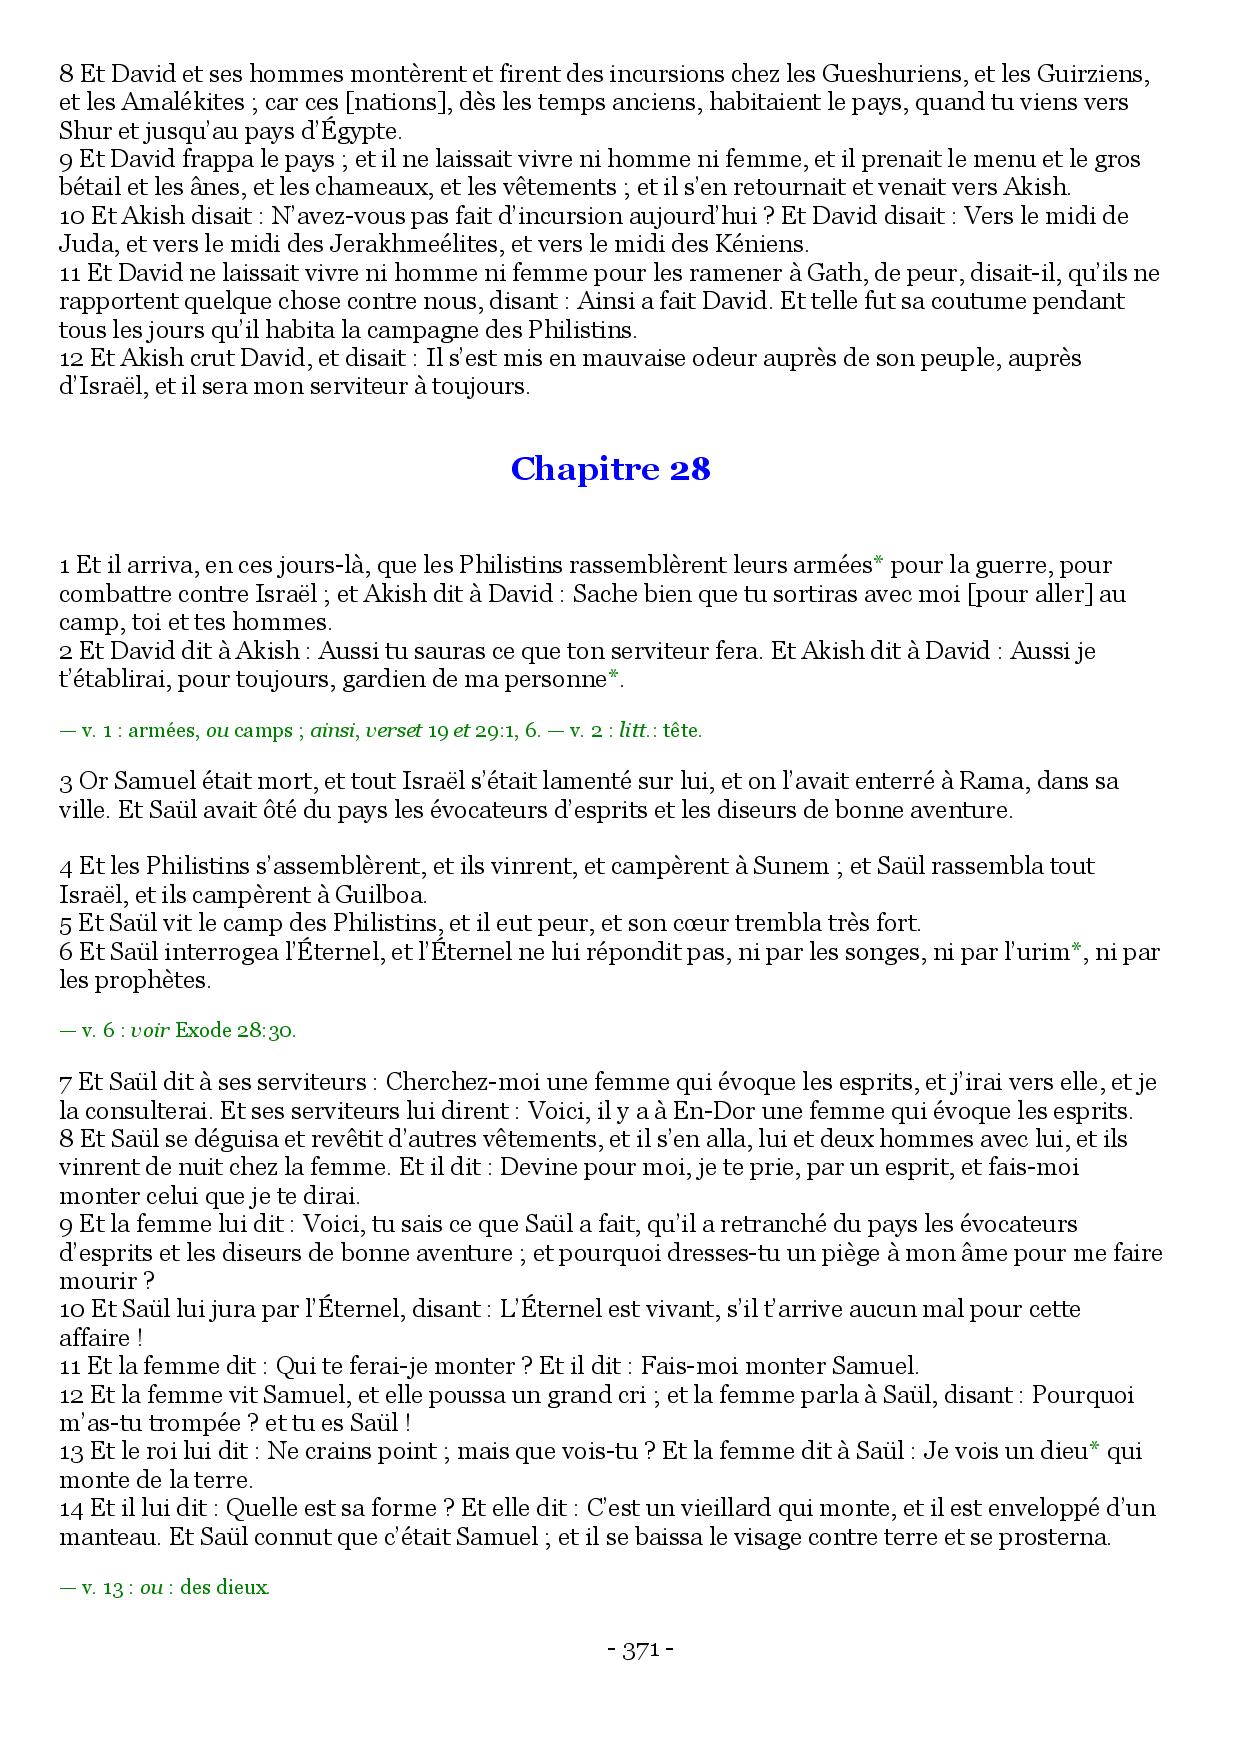 8 Et David et ses hommes montèrent et firent des incursions chez les Gueshuriens, et les Guirziens,
et les Amalékites ; car ces [nations], dès les temps anciens, habitaient le pays, quand tu viens vers
Shur et jusqu’au pays d’Égypte.
9 Et David frappa le pays ; et il ne laissait vivre ni homme ni femme, et il prenait le menu et le gros
bétail et les ânes, et les chameaux, et les vêtements ; et il s’en retournait et venait vers Akish.
10 Et Akish disait : N’avez-vous pas fait d’incursion aujourd’hui ? Et David disait : Vers le midi de
Juda, et vers le midi des Jerakhmeélites, et vers le midi des Kéniens.
11 Et David ne laissait vivre ni homme ni femme pour les ramener à Gath, de peur, disait-il, qu’ils ne
rapportent quelque chose contre nous, disant : Ainsi a fait David. Et telle fut sa coutume pendant
tous les jours qu’il habita la campagne des Philistins.
12 Et Akish crut David, et disait : Il s’est mis en mauvaise odeur auprès de son peuple, auprès
d’Israël, et il sera mon serviteur à toujours.
Chapitre 28
1 Et il arriva, en ces jours-là, que les Philistins rassemblèrent leurs armées* pour la guerre, pour
combattre contre Israël ; et Akish dit à David : Sache bien que tu sortiras avec moi [pour aller] au
camp, toi et tes hommes.
2 Et David dit à Akish : Aussi tu sauras ce que ton serviteur fera. Et Akish dit à David : Aussi je
t’établirai, pour toujours, gardien de ma personne*.
— v. 1 : armées, ou camps ; ainsi, verset 19 et 29:1, 6. — v. 2 : litt.: tête.
3 Or Samuel était mort, et tout Israël s’était lamenté sur lui, et on l’avait enterré à Rama, dans sa
ville. Et Saül avait ôté du pays les évocateurs d’esprits et les diseurs de bonne aventure.
4 Et les Philistins s’assemblèrent, et ils vinrent, et campèrent à Sunem ; et Saül rassembla tout
Israël, et ils campèrent à Guilboa.
5 Et Saül vit le camp des Philistins, et il eut peur, et son cœur trembla très fort.
6 Et Saül interrogea l’Éternel, et l’Éternel ne lui répondit pas, ni par les songes, ni par l’urim*, ni par
les prophètes.
— v. 6 : voir Exode 28:30.
7 Et Saül dit à ses serviteurs : Cherchez-moi une femme qui évoque les esprits, et j’irai vers elle, et je
la consulterai. Et ses serviteurs lui dirent : Voici, il y a à En-Dor une femme qui évoque les esprits.
8 Et Saül se déguisa et revêtit d’autres vêtements, et il s’en alla, lui et deux hommes avec lui, et ils
vinrent de nuit chez la femme. Et il dit : Devine pour moi, je te prie, par un esprit, et fais-moi
monter celui que je te dirai.
9 Et la femme lui dit : Voici, tu sais ce que Saül a fait, qu’il a retranché du pays les évocateurs
d’esprits et les diseurs de bonne aventure ; et pourquoi dresses-tu un piège à mon âme pour me faire
mourir ?
10 Et Saül lui jura par l’Éternel, disant : L’Éternel est vivant, s’il t’arrive aucun mal pour cette
affaire !
11 Et la femme dit : Qui te ferai-je monter ? Et il dit : Fais-moi monter Samuel.
12 Et la femme vit Samuel, et elle poussa un grand cri ; et la femme parla à Saül, disant : Pourquoi
m’as-tu trompée ? et tu es Saül !
13 Et le roi lui dit : Ne crains point ; mais que vois-tu ? Et la femme dit à Saül : Je vois un dieu* qui
monte de la terre.
14 Et il lui dit : Quelle est sa forme ? Et elle dit : C’est un vieillard qui monte, et il est enveloppé d’un
manteau. Et Saül connut que c’était Samuel ; et il se baissa le visage contre terre et se prosterna.
— v. 13 : ou : des dieux.
- 371 -